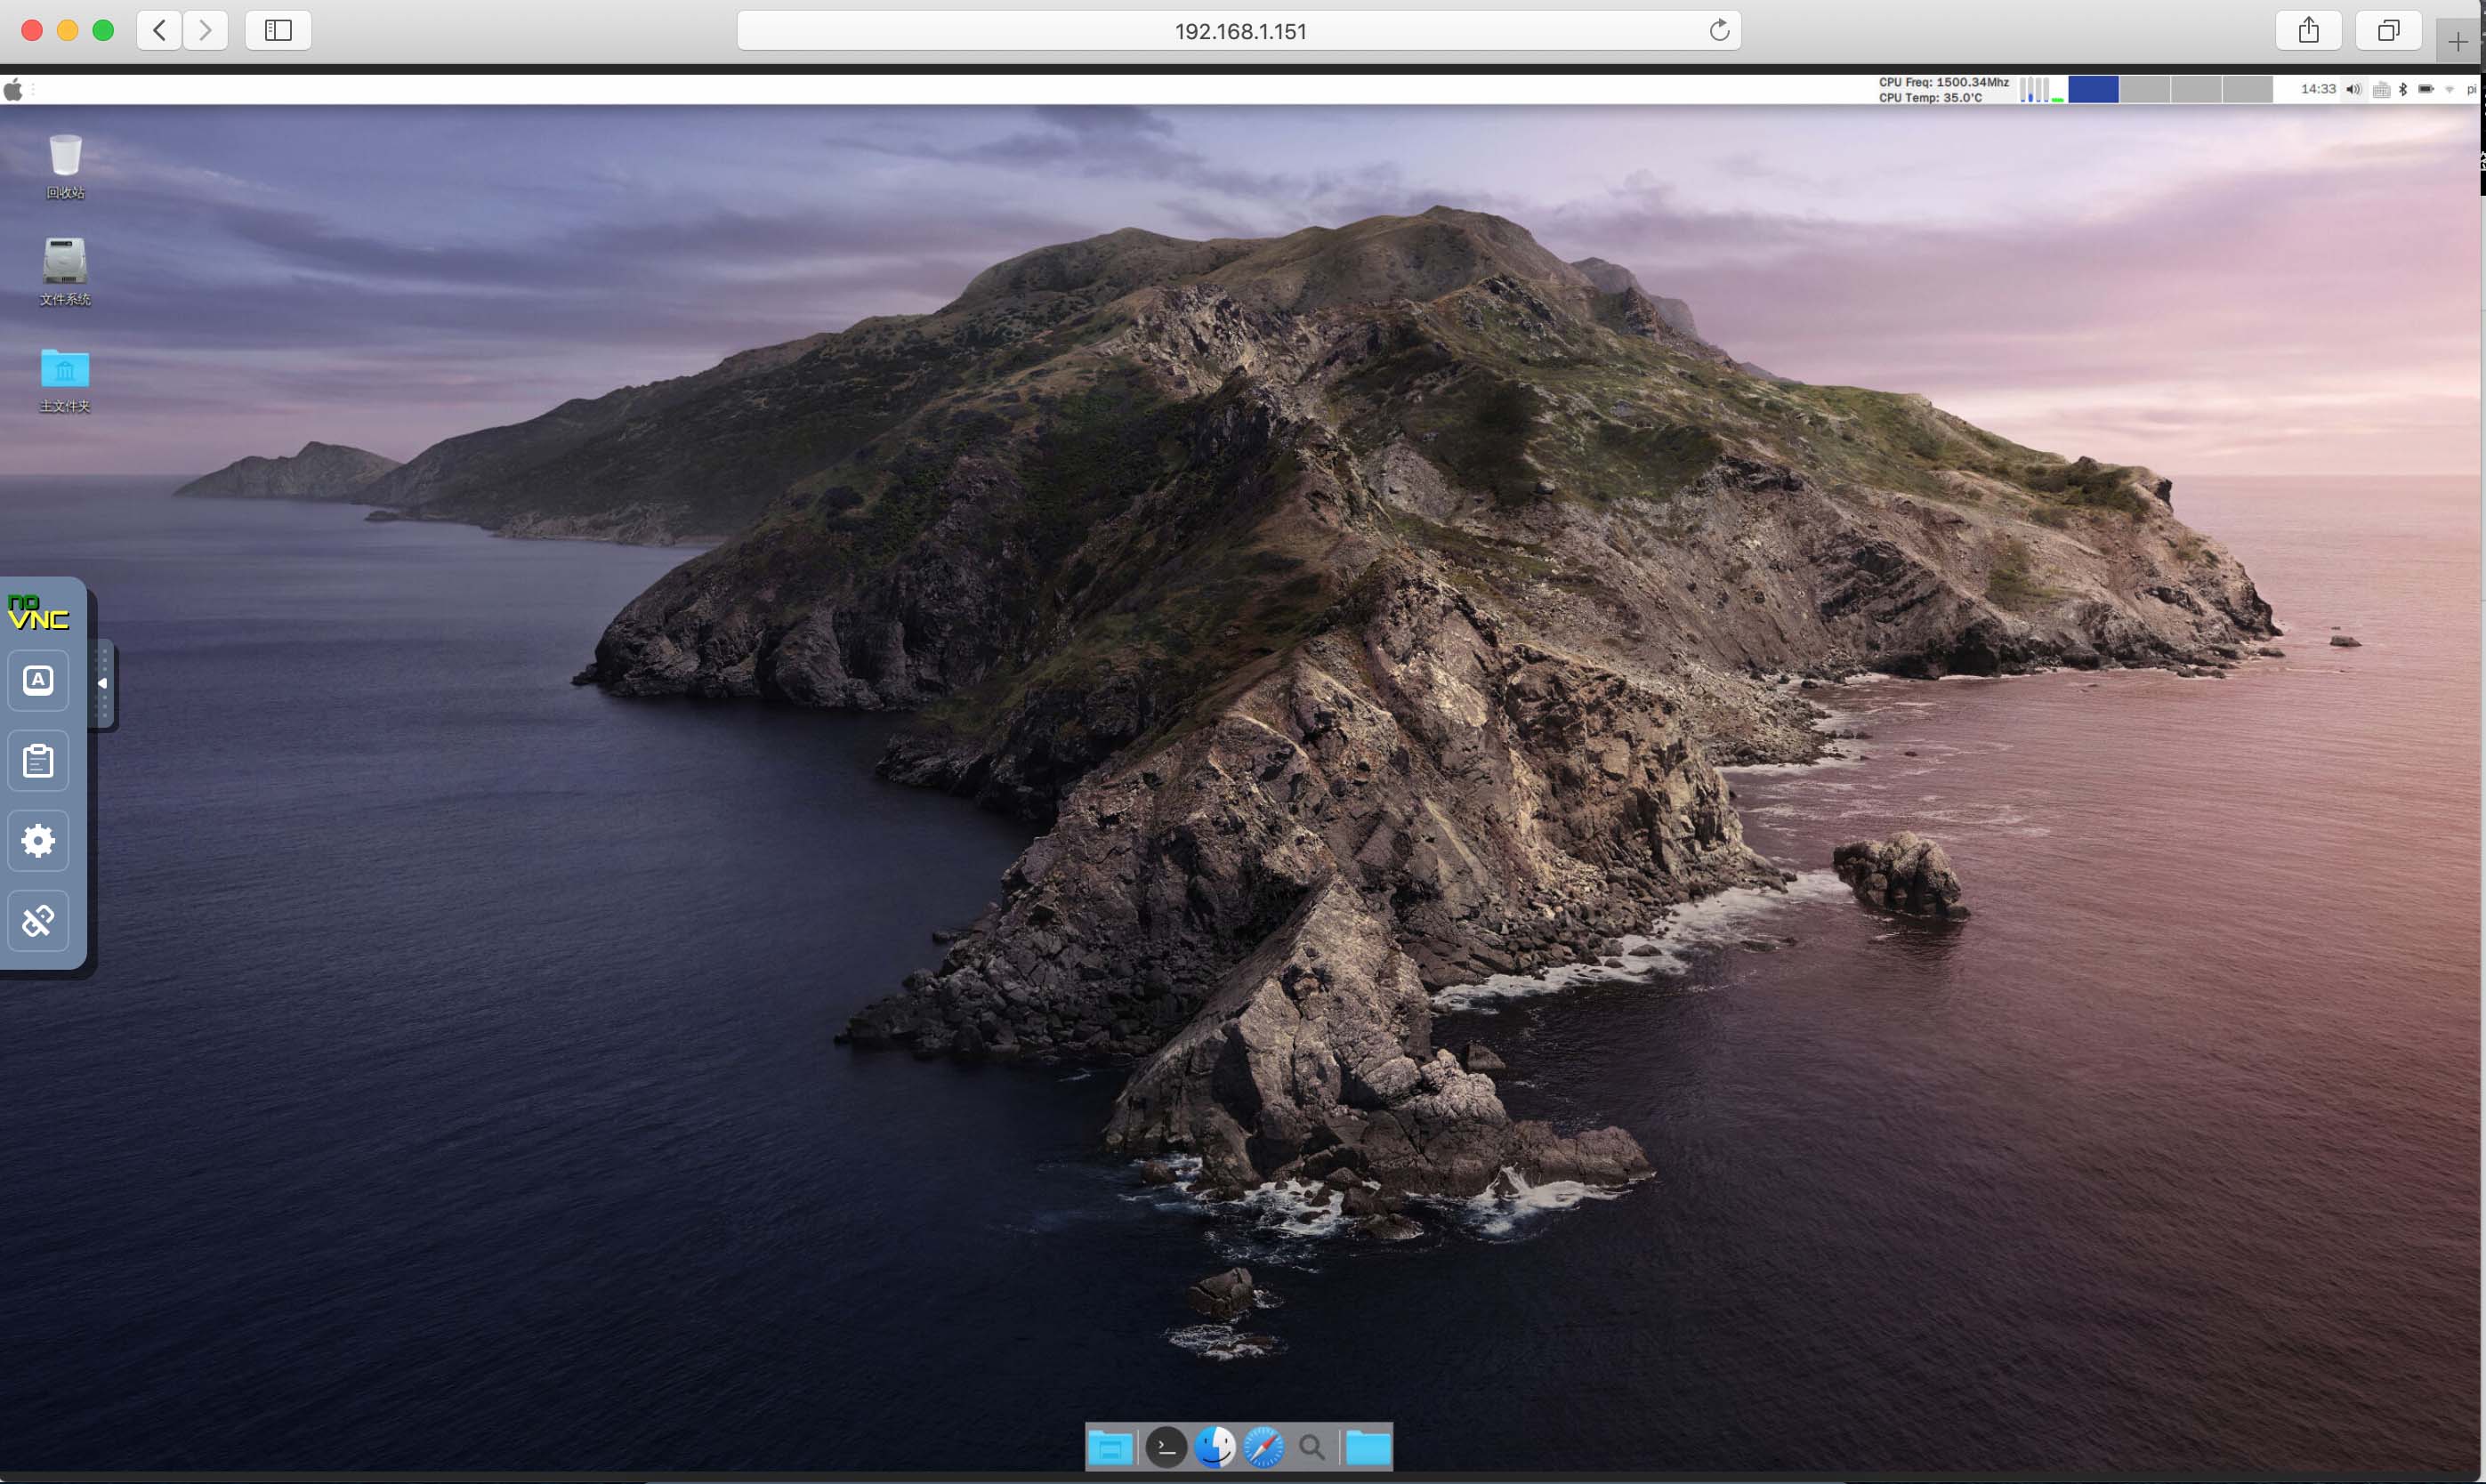 192.168.1.151
CPU Freq: 1500.34Mhz
CPU Temp: 35.0°C
14:33
pi
回收站
文件系统
主文件夹
no
VNC
A